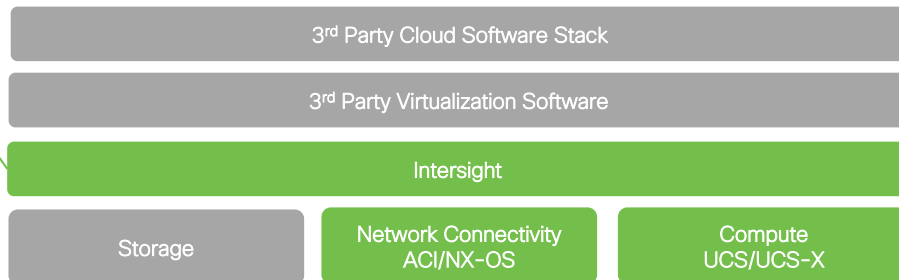 3rd Party Cloud Software Stack
3rd Party Virtualization Software
Intersight
Storage
Network Connectivity
ACI/NX-OS
Compute
UCS/UCS-X